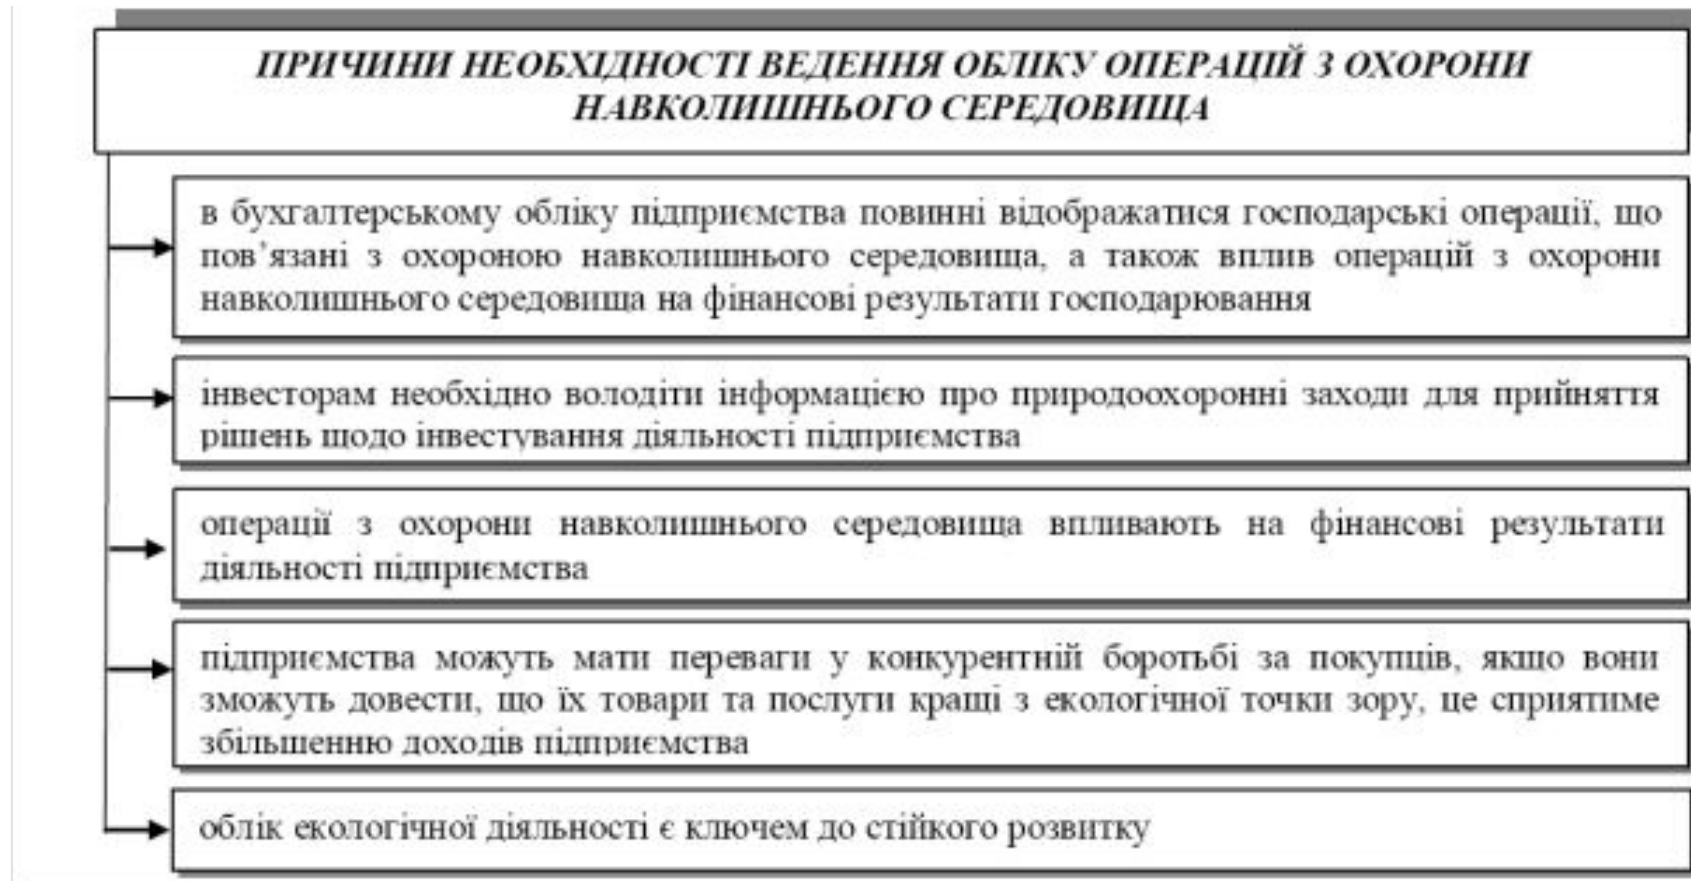 ПРИЧИНИ НЕОБХІДНОСТІ ВЕДЕННЯ ОБЛІКУ ОПЕРАЦІЙ З ОХОРОНИ
НАВКОЛИШНЬОГО СЕРЕДОВИЩА
в бухгалтерському обліку підприємства повинні відображатися господарські операції, що
пов’язані з охороною навколишнього середовища, а також вплив операцій з охорони
навколишнього середовища на фінансові результати господарювання
інвесторам необхідно володіти інформацією про природоохоронні заходи для прийняття
рішень щодо інвестування діяльності підприємства
операції з охорони навколишнього середовища впливають на фінансові результати
діяльності підприємства
підприємства можуть мати переваги у конкурентній боротьбі за покупців, якщо вони
зможуть довести, що їх товари та послуги кращі з екологічної точки зору, це сприятиме
збільшенню доходів підприємства
облік екологічної діяльності є ключем до стійкого розвитку